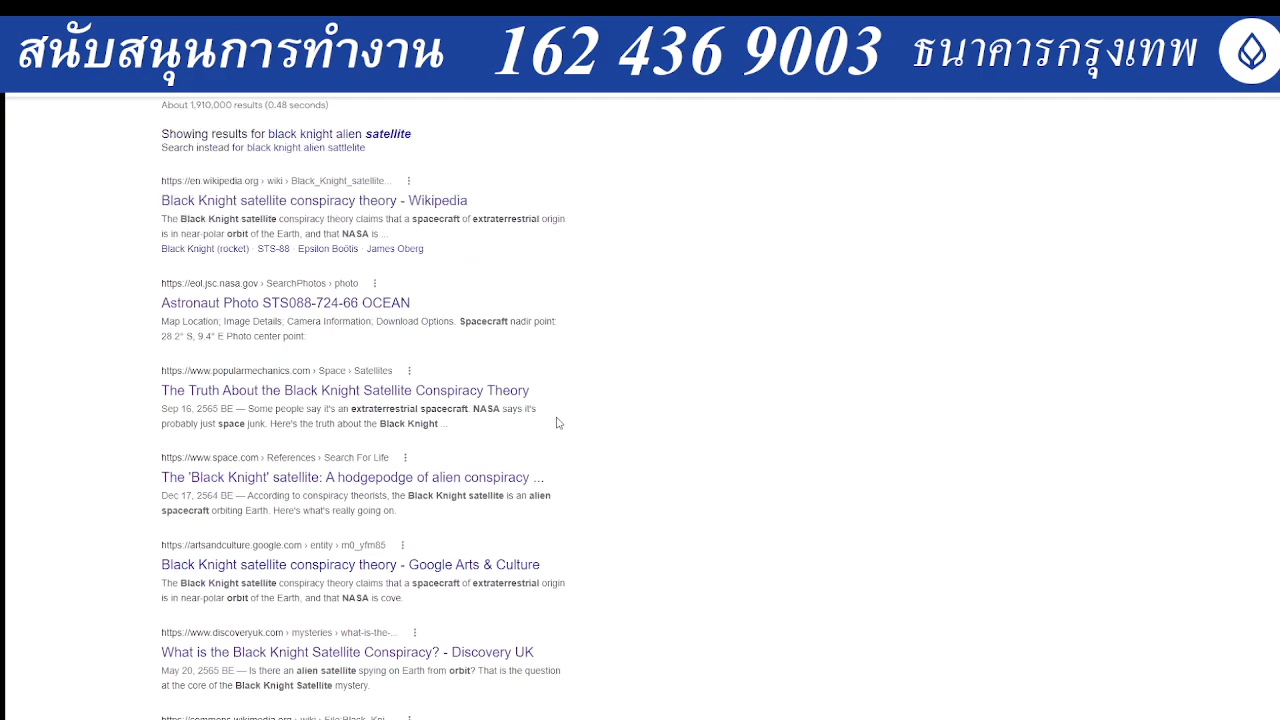 สนับสนุนการทำงาน 162 436 9003 ธนาคารกรุงเทพ
About 1,910,000 results (0.48 seconds)
Showing results for black knight alien satellite
Search instead for black knight alien sattlelite
https://en.wikipedia.org › wiki › Black_Knight_satellite...
Black Knight satellite conspiracy theory - Wikipedia
The Black Knight satellite conspiracy theory claims that a spacecraft of extraterrestrial origin
is in near-polar orbit of the Earth, and that NASA is ...
Black Knight (rocket) · STS-88 · Epsilon Boötis · James Oberg
https://eol.jsc.nasa.gov › SearchPhotos › photo
Astronaut Photo STS088-724-66 OCEAN
Map Location; Image Details, Camera Information; Download Options. Spacecraft nadir point:
28.2° S, 9.4° E Photo center point:
https://www.popularmechanics.com › Space › Satellites
The Truth About the Black Knight Satellite Conspiracy Theory
Sep 16, 2565 BE — Some people say it's an extraterrestrial spacecraft. NASA says it's
probably just space junk. Here's the truth about the Black Knight ...
https://www.space.com › References › Search For Life
The 'Black Knight' satellite: A hodgepodge of alien conspiracy ...
Dec 17, 2564 BE — According to conspiracy theorists, the Black Knight satellite is an alien
spacecraft orbiting Earth. Here's what's really going on.
https://artsandculture.google.com › entity › m0_yfm85
Black Knight satellite conspiracy theory - Google Arts & Culture
The Black Knight satellite conspiracy theory claims that a spacecraft of extraterrestrial origin
is in near-polar orbit of the Earth, and that NASA is cove.
https://www.discoveryuk.com › mysteries › what-is-the-...
What is the Black Knight Satellite Conspiracy? - Discovery UK
May 20, 2565 BE — Is there an alien satellite spying on Earth from orbit? That is the question
at the core of the Black Knight Satellite mystery.
https://commons.wikimedia.org › wiki › File:Black_Kni...